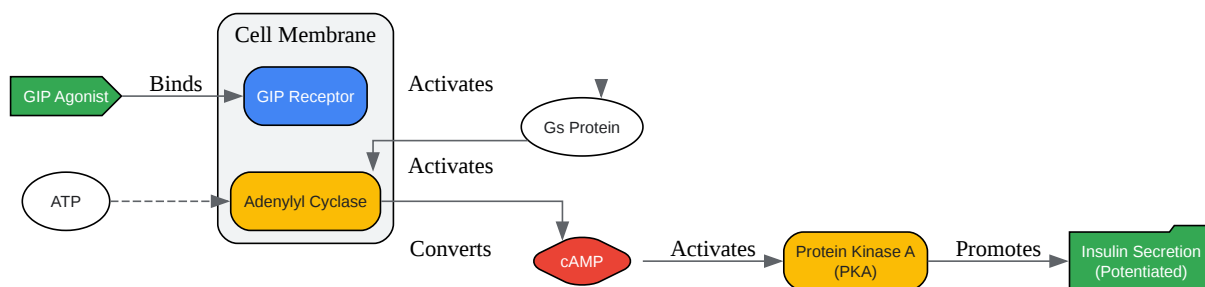 Cell Membrane
GIP Agonist
Binds
GIP Receptor
Activates
Gs Protein
Activates
ATP
Adenylyl Cyclase
Converts
cAMP
Activates
Protein Kinase A
(PKA)
Promotes
Insulin Secretion
(Potentiated)